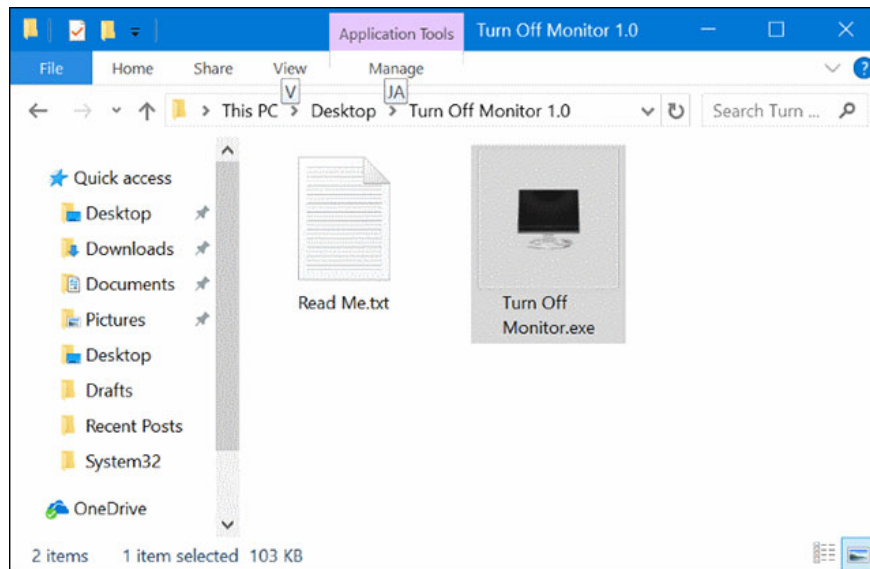 Application Tools
Turn Off Monitor 1.0
File
Home
Share
View
Manage
?
V
JA
This PC > Desktop > Turn Off Monitor 1.0
Search Turn ...
Quick access
Desktop
Downloads
Documents
Pictures
Desktop
Drafts
Recent Posts
System32
OneDrive
Read Me.txt
Turn Off
Monitor.exe
2 items
1 item selected 103 KB